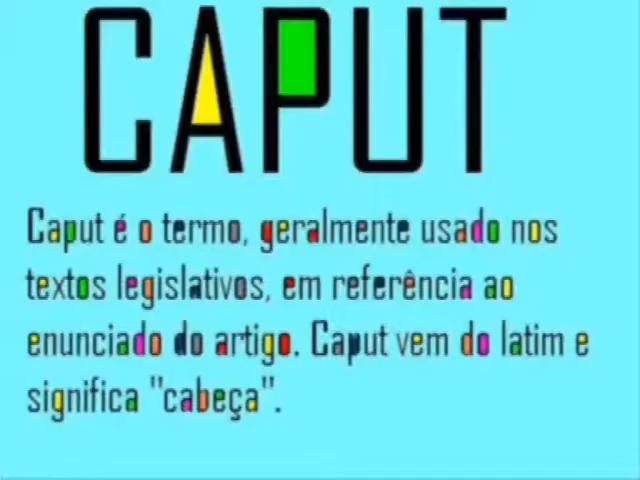 CAPUT
Caput é o termo, geralmente usado nos
textos legislativos, em referência ao
enunciado do artigo. Caput vem do latim e
significa "cabeça".